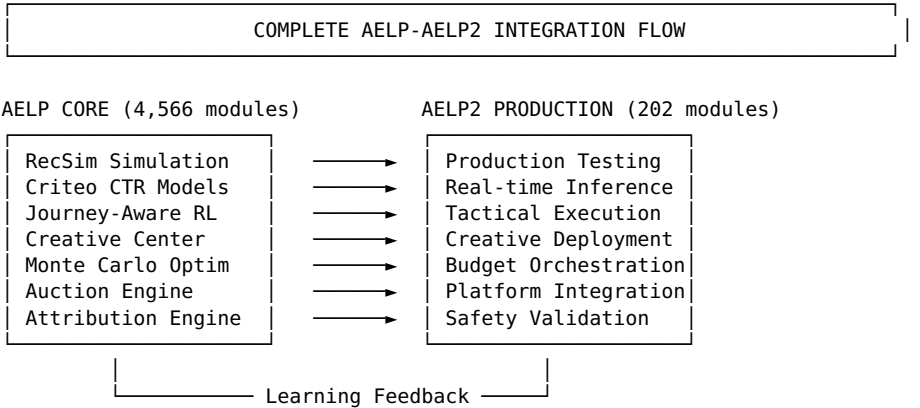 COMPLETE AELP-AELP2 INTEGRATION FLOW
AELP CORE (4,566 modules) AELP2 PRODUCTION (202 modules)
RecSim Simulation Production Testing
Criteo CTR Models Real-time Inference
Journey-Aware RL Tactical Execution
Creative Center Creative Deployment
Monte Carlo Optim Budget Orchestration
Auction Engine Platform Integration
Attribution Engine Safety Validation
Learning Feedback